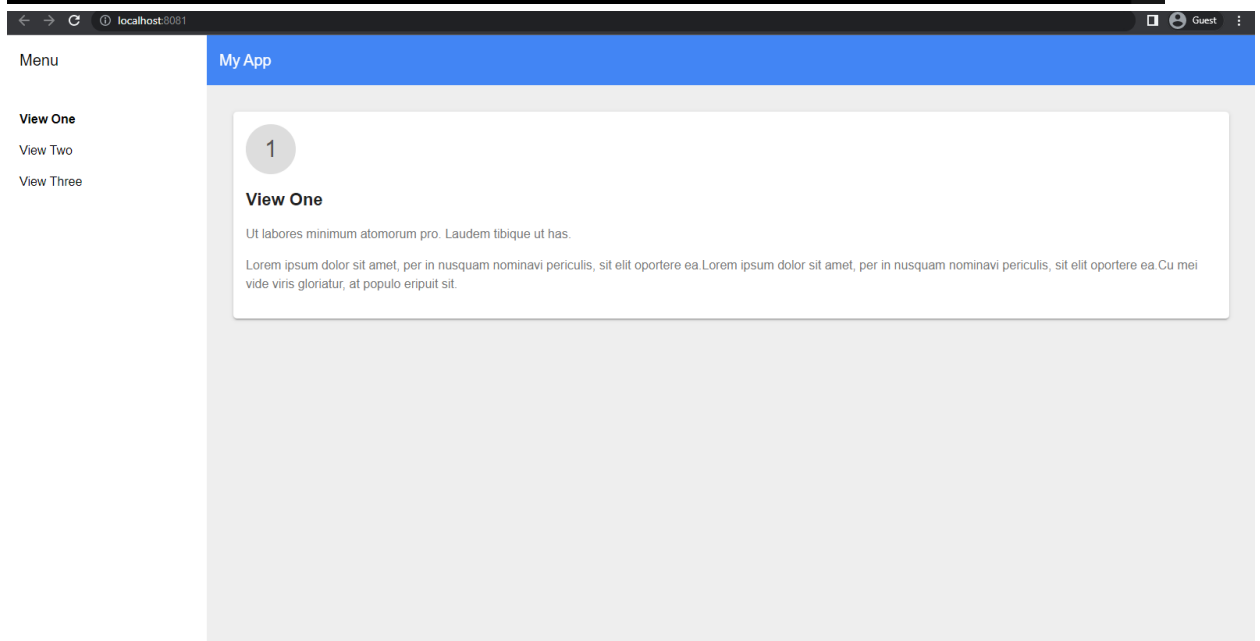 localhost:8081
Guest
Menu
My App
View One
View Two
View Three
1
View One
Ut labores minimum atomorum pro. Laudem tibique ut has.
Lorem ipsum dolor sit amet, per in nusquam nominavi periculis, sit elit oportere ea.Lorem ipsum dolor sit amet, per in nusquam nominavi periculis, sit elit oportere ea.Cu mei
vide viris gloriatur, at populo eripuit sit.